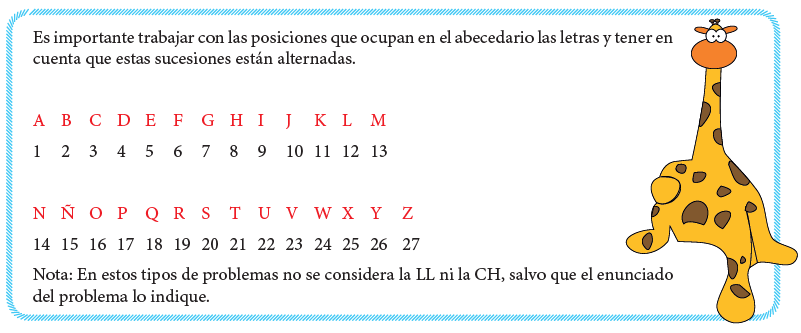 Es importante trabajar con las posiciones que ocupan en el abecedario las letras y tener en
cuenta que estas sucesiones están alternadas.
A B C D E F G H I J K L M
1 2 3 4 5 6 7 8 9 10 11 12 13
N Ñ O P Q R S T U V W X Y Z
14 15 16 17 18 19 20 21 22 23 24 25 26 27
Nota: En estos tipos de problemas no se considera la LL ni la CH, salvo que el enunciado
del problema lo indique.